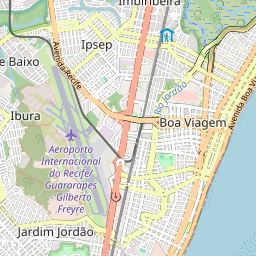 Imbiribeira
Ipsep
Avenida Recife
e Baixo
Rio Jordão
Ibura
Boa Viagem
Avenida Boa Vi
Aeroporto
Internacional
do Recife/
Guararapes
- Gilberto
Freyre
Jardim Jordão